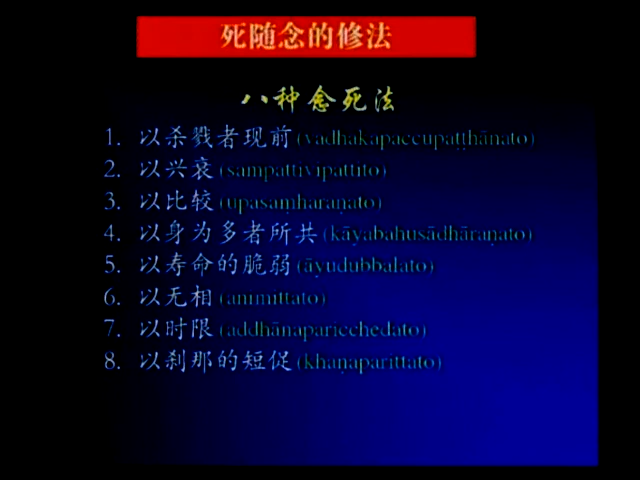 死随念的修法
八种念死法
1. 以杀戮者现前(vadhakapaccupaṭṭhānato)
2. 以兴衰(sampattivipattito)
3. 以比较(upasaṃharaṇato)
4. 以身为多者所共(kāyabahusādhāraṇato)
5. 以寿命的脆弱(āyudubbalato)
6. 以无相(animittato)
7. 以时限(addhānaparicchedato)
8. 以刹那的短促(khaṇaparittato)